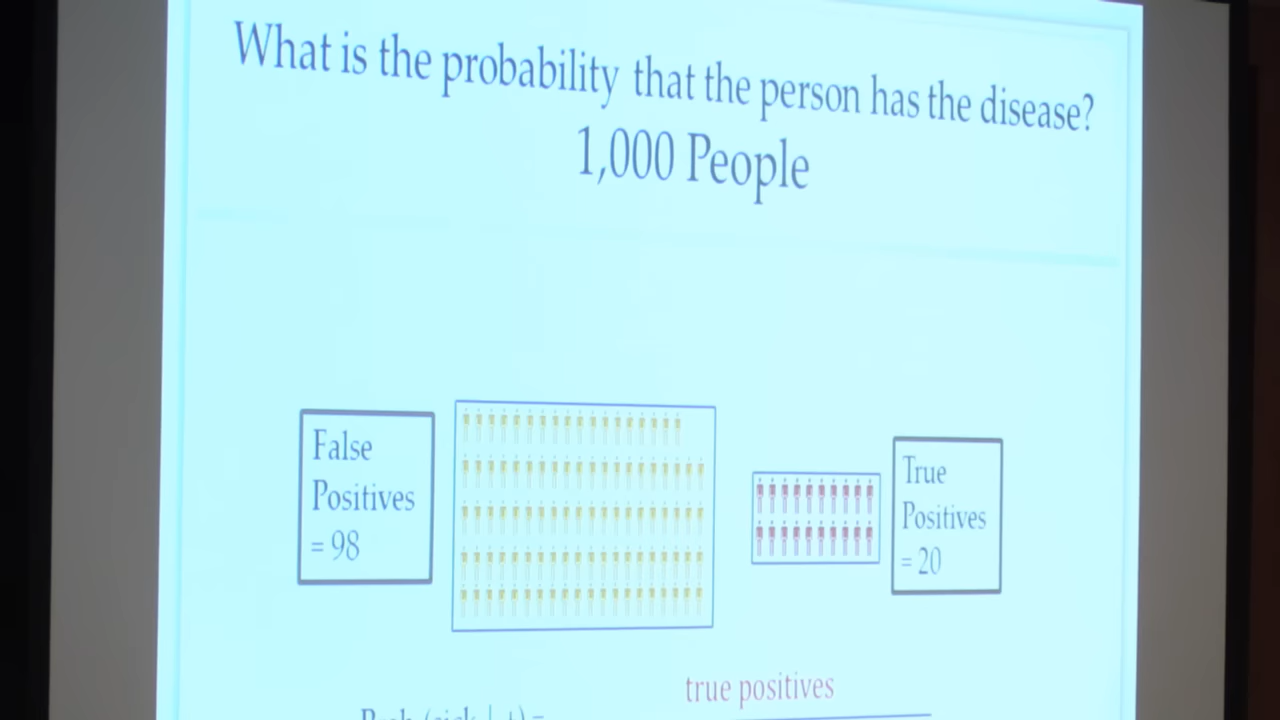 What is the probability that the person has the disease?
1,000 People
False
Positives
= 98
True
Positives
= 20
true positives